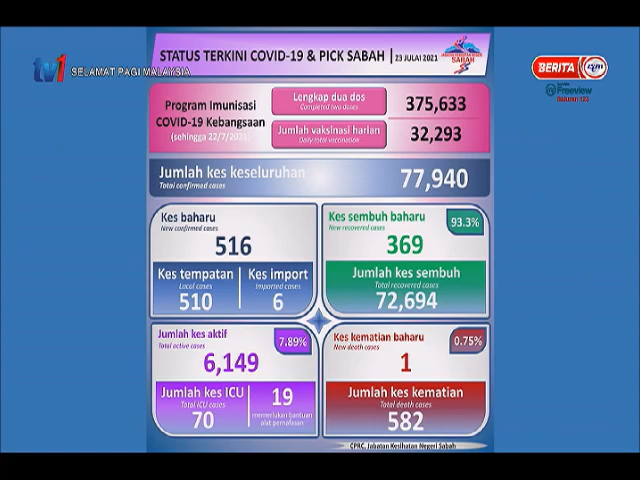 tv1
SELAMAT PAGI MALAYSIA
STATUS TERKINI COVID-19 & PICK SABAH | 23 JULAI 2021
SABAH
BERITA rtm
Freeview
Saluran 123
Program Imunisasi
COVID-19 Kebangsaan
(sehingga 22/7/2021)
Lengkap dua dos
Completed two doses
375,633
Jumlah vaksinasi harian
Daily total vaccination
32,293
Jumlah kes keseluruhan
Total confirmed cases
77,940
Kes baharu
New confirmed cases
516
Kes tempatan
Local cases
510
Kes import
Imported cases
6
Kes sembuh baharu
New recovered cases
93.3%
369
Jumlah kes sembuh
Total recovered cases
72,694
Jumlah kes aktif
Total active cases
7.89%
6,149
Jumlah kes ICU
Total ICU cases
70
19
memerlukan bantuan
alat pernafasan
Kes kematian baharu
New death cases
0.75%
1
Jumlah kes kematian
Total death cases
582
CPRC, Jabatan Kesihatan Negeri Sabah